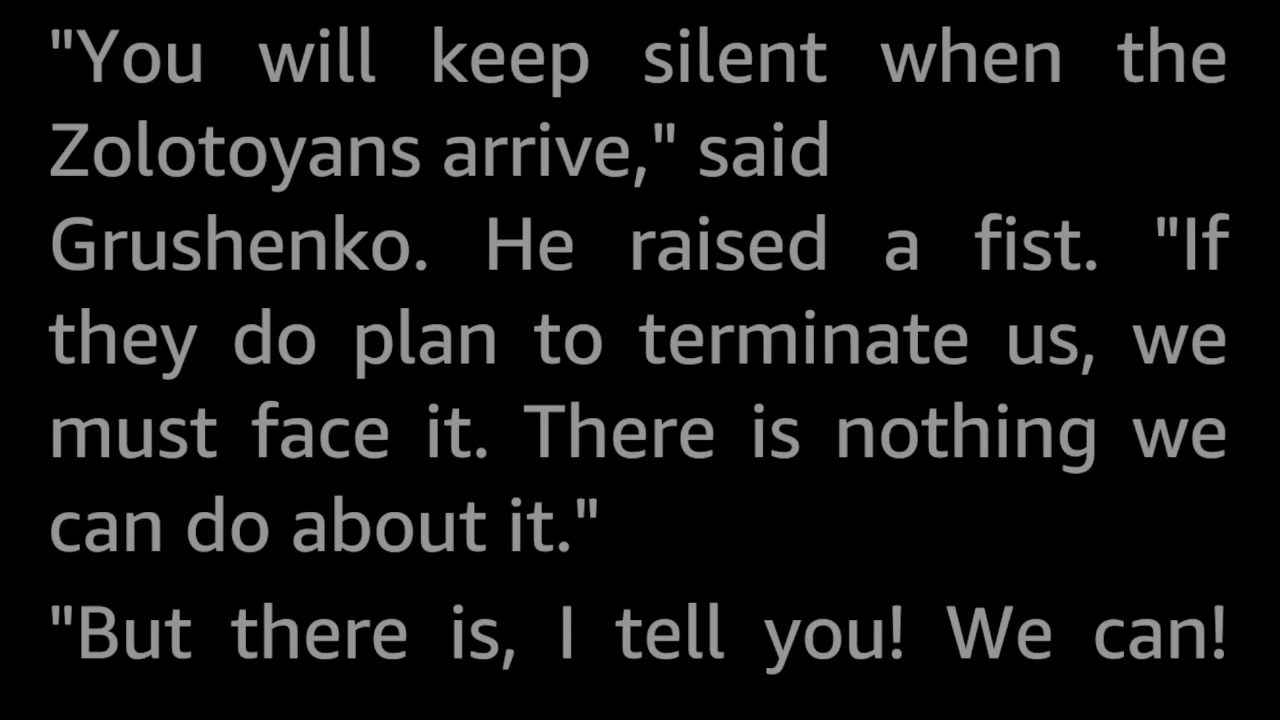 "You will keep silent when the
Zolotoyans arrive," said
Grushenko. He raised a fist. "If
they do plan to terminate us, we
must face it. There is nothing we
can do about it."
"But there is, I tell you! We can!